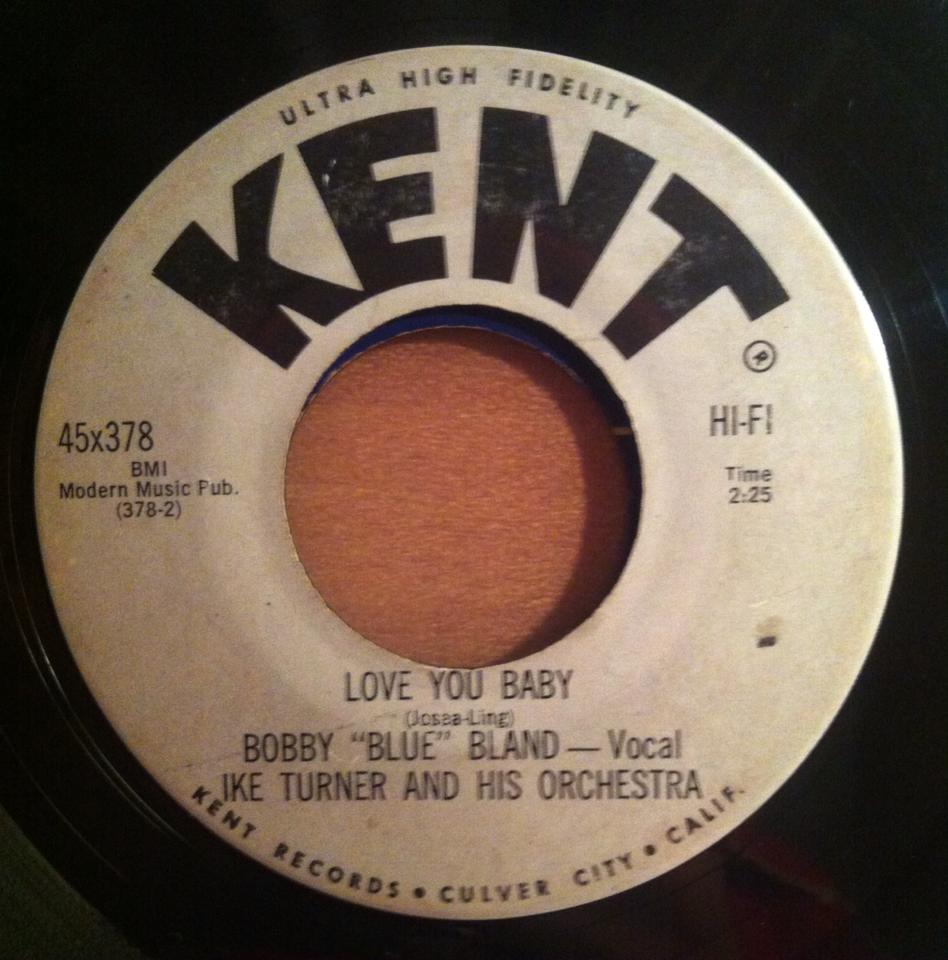 ULTRA HIGH FIDELITY
KENT
®
45x378
BMI
Modern Music Pub.
(378-2)
HI-FI
Time
2:25
LOVE YOU BABY
(Josea-Ling)
BOBBY “BLUE” BLAND — Vocal
IKE TURNER AND HIS ORCHESTRA
KENT RECORDS • CULVER CITY • CALIF.